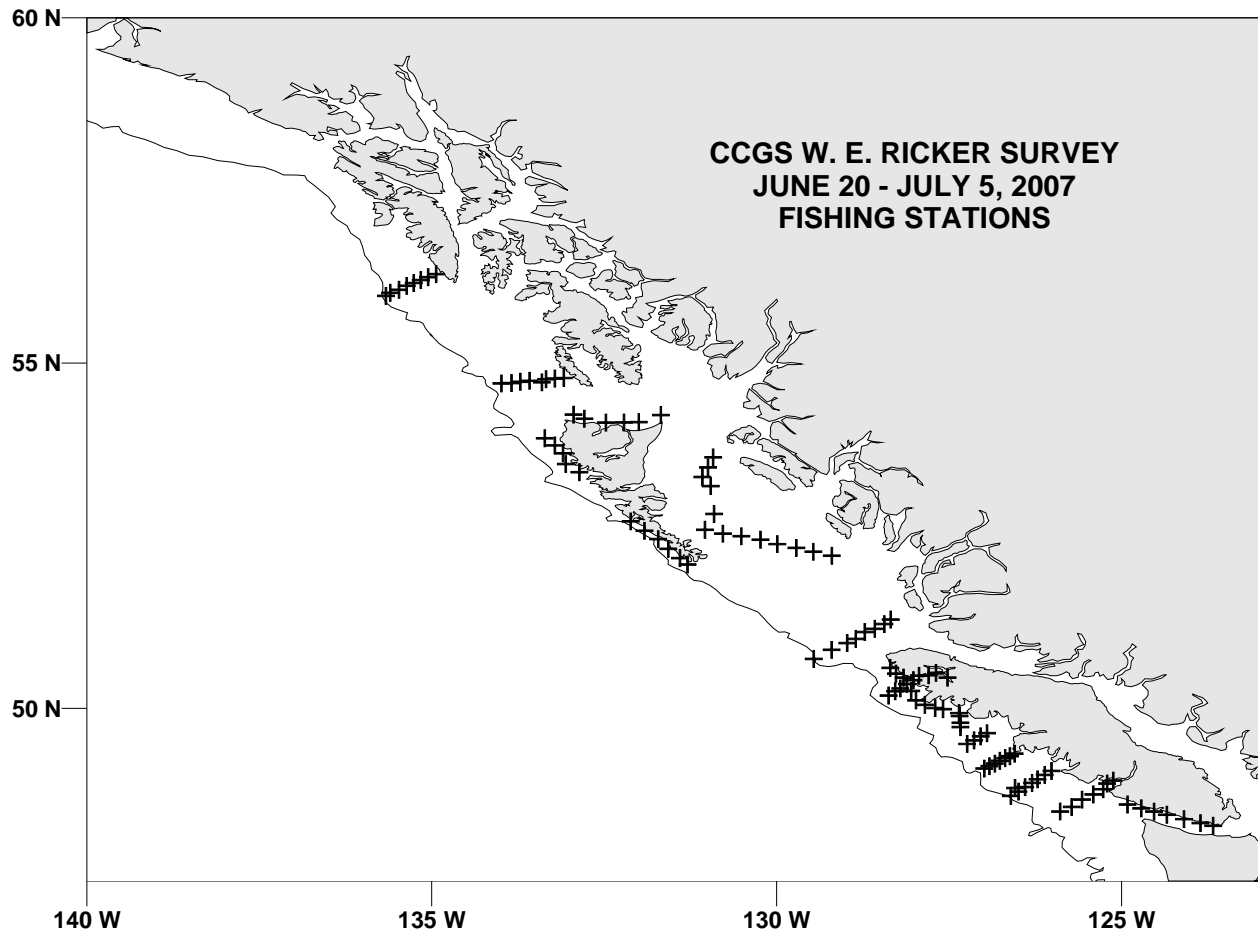 60 N
CCGS W. E. RICKER SURVEY
JUNE 20 - JULY 5, 2007
FISHING STATIONS
55 N
50 N
140 W
135 W
130 W
125 W